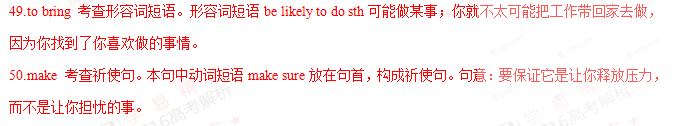 49.to bring 考查形容词短语。形容词短语 be likely to do sth 可能做某事；你就不太可能把工作带回家去做，
因为你找到了你喜欢做的事情。
50.make 考查祈使句。本句中动词短语 make sure 放在句首，构成祈使句。句意：要保证它是让你释放压力，
而不是让你担忧的事。